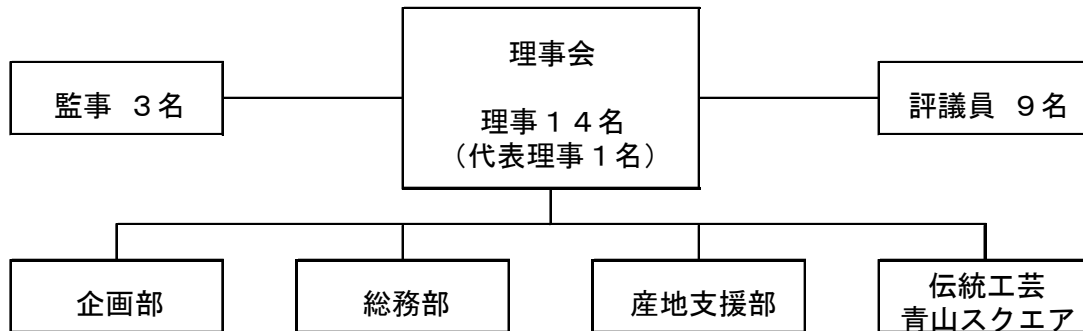 理事会
監事 3名
理事14名
(代表理事1名)
評議員 9名
企画部
総務部
産地支援部
伝統工芸
青山スクエア